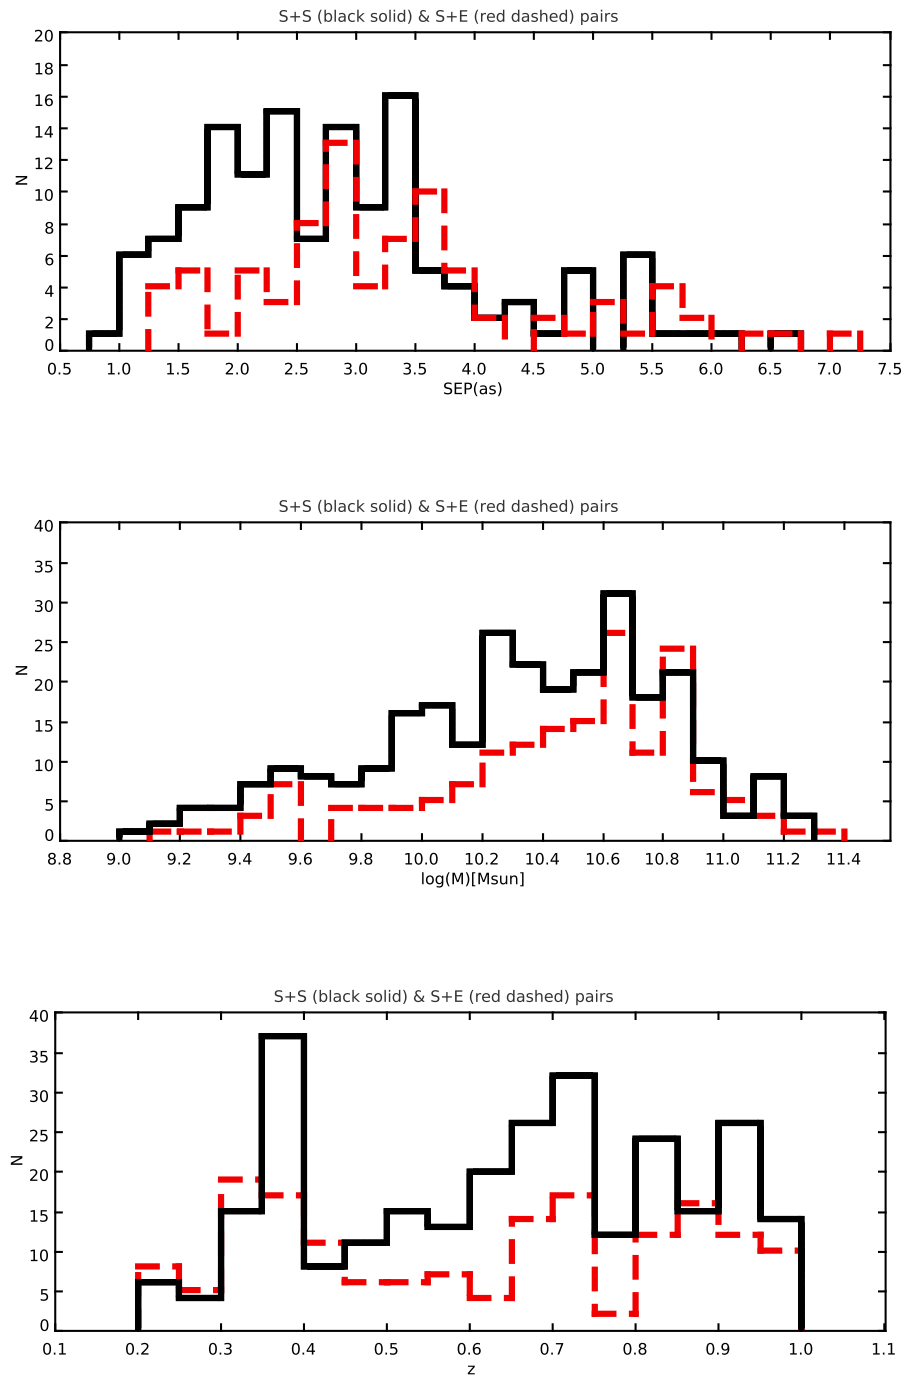 S+S (black solid) & S+E (red dashed) pairs
20
18
16
14
12
10
8
6
4
2
0
N
0.5 1.0 1.5 2.0 2.5 3.0 3.5 4.0 4.5 5.0 5.5 6.0 6.5 7.0 7.5
SEP(as)
S+S (black solid) & S+E (red dashed) pairs
40
35
30
25
20
15
10
5
0
N
8.8 9.0 9.2 9.4 9.6 9.8 10.0 10.2 10.4 10.6 10.8 11.0 11.2 11.4
log(M)[Msun]
S+S (black solid) & S+E (red dashed) pairs
40
35
30
25
20
15
10
5
0
N
0.1 0.2 0.3 0.4 0.5 0.6 0.7 0.8 0.9 1.0 1.1
z